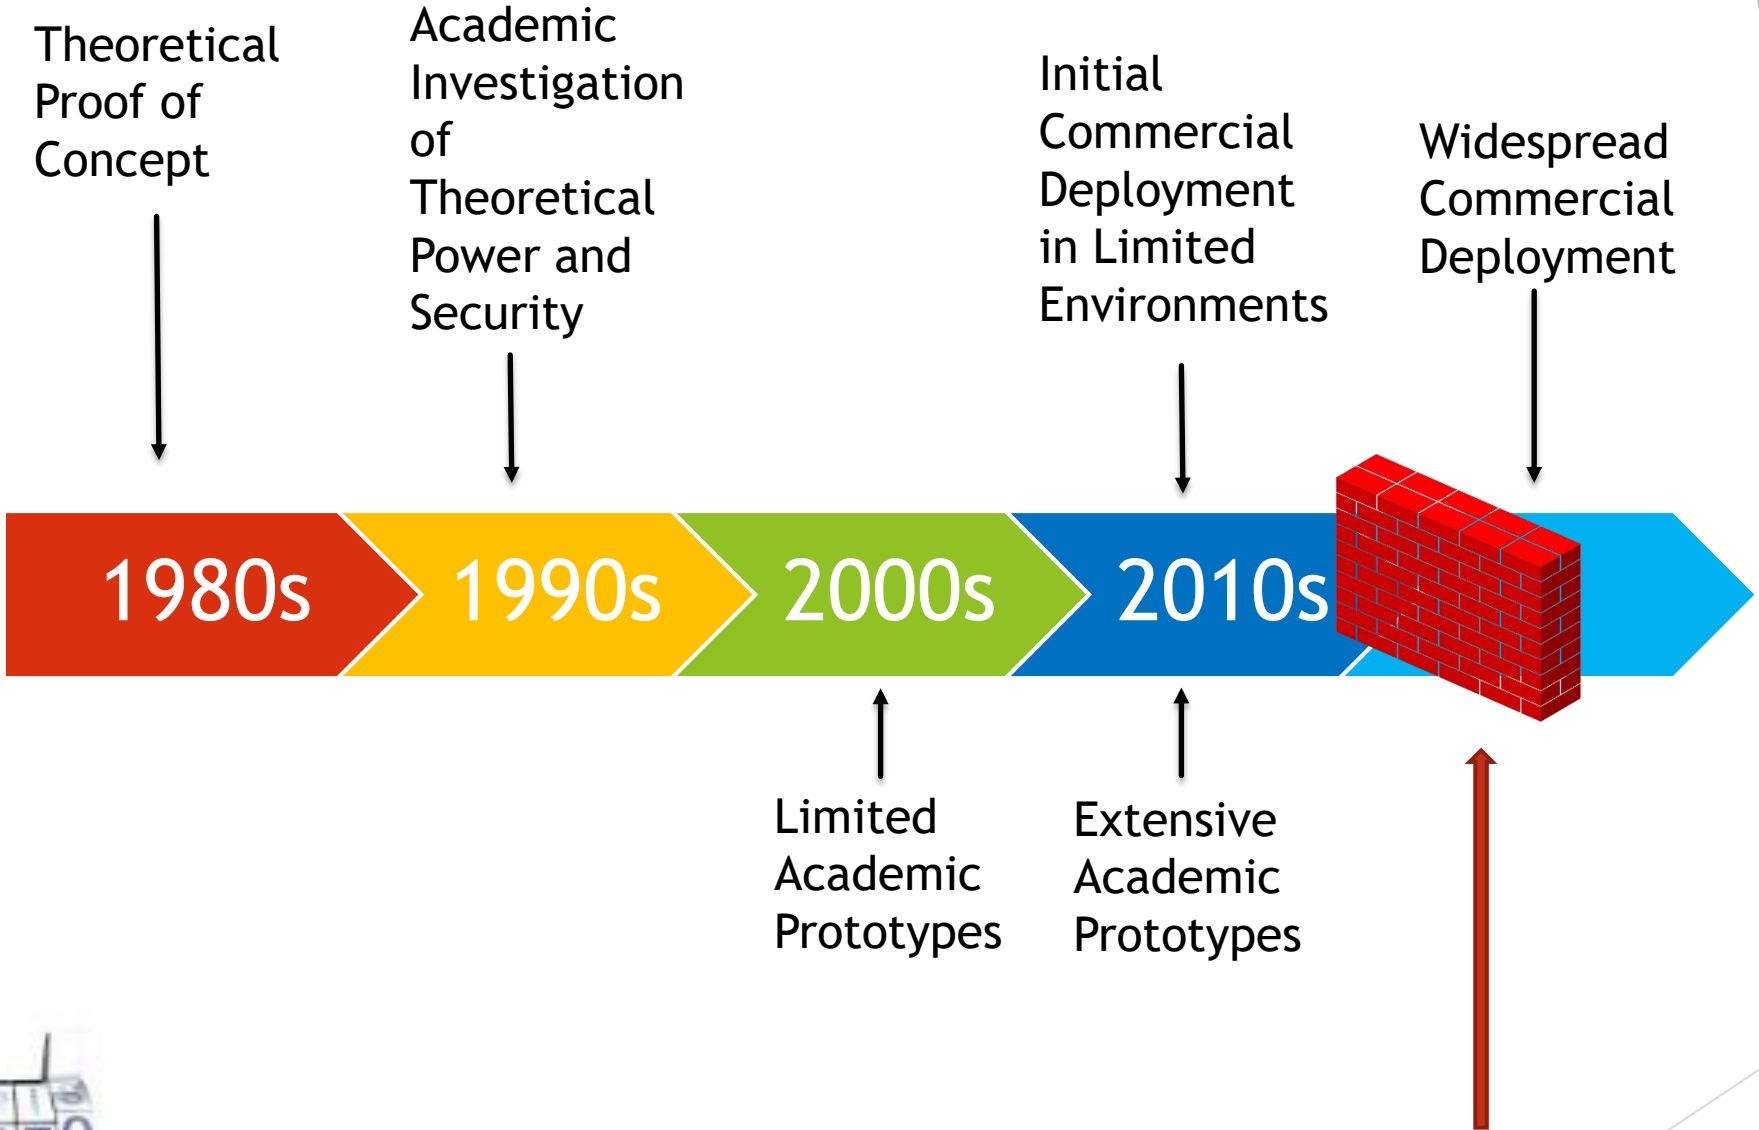 Theoretical
Proof of
Concept
Academic
Investigation
of
Theoretical
Power and
Security
Initial
Commercial
Deployment
in Limited
Environments
Widespread
Commercial
Deployment
1980s
1990s
2000s
2010s
Limited
Academic
Prototypes
Extensive
Academic
Prototypes